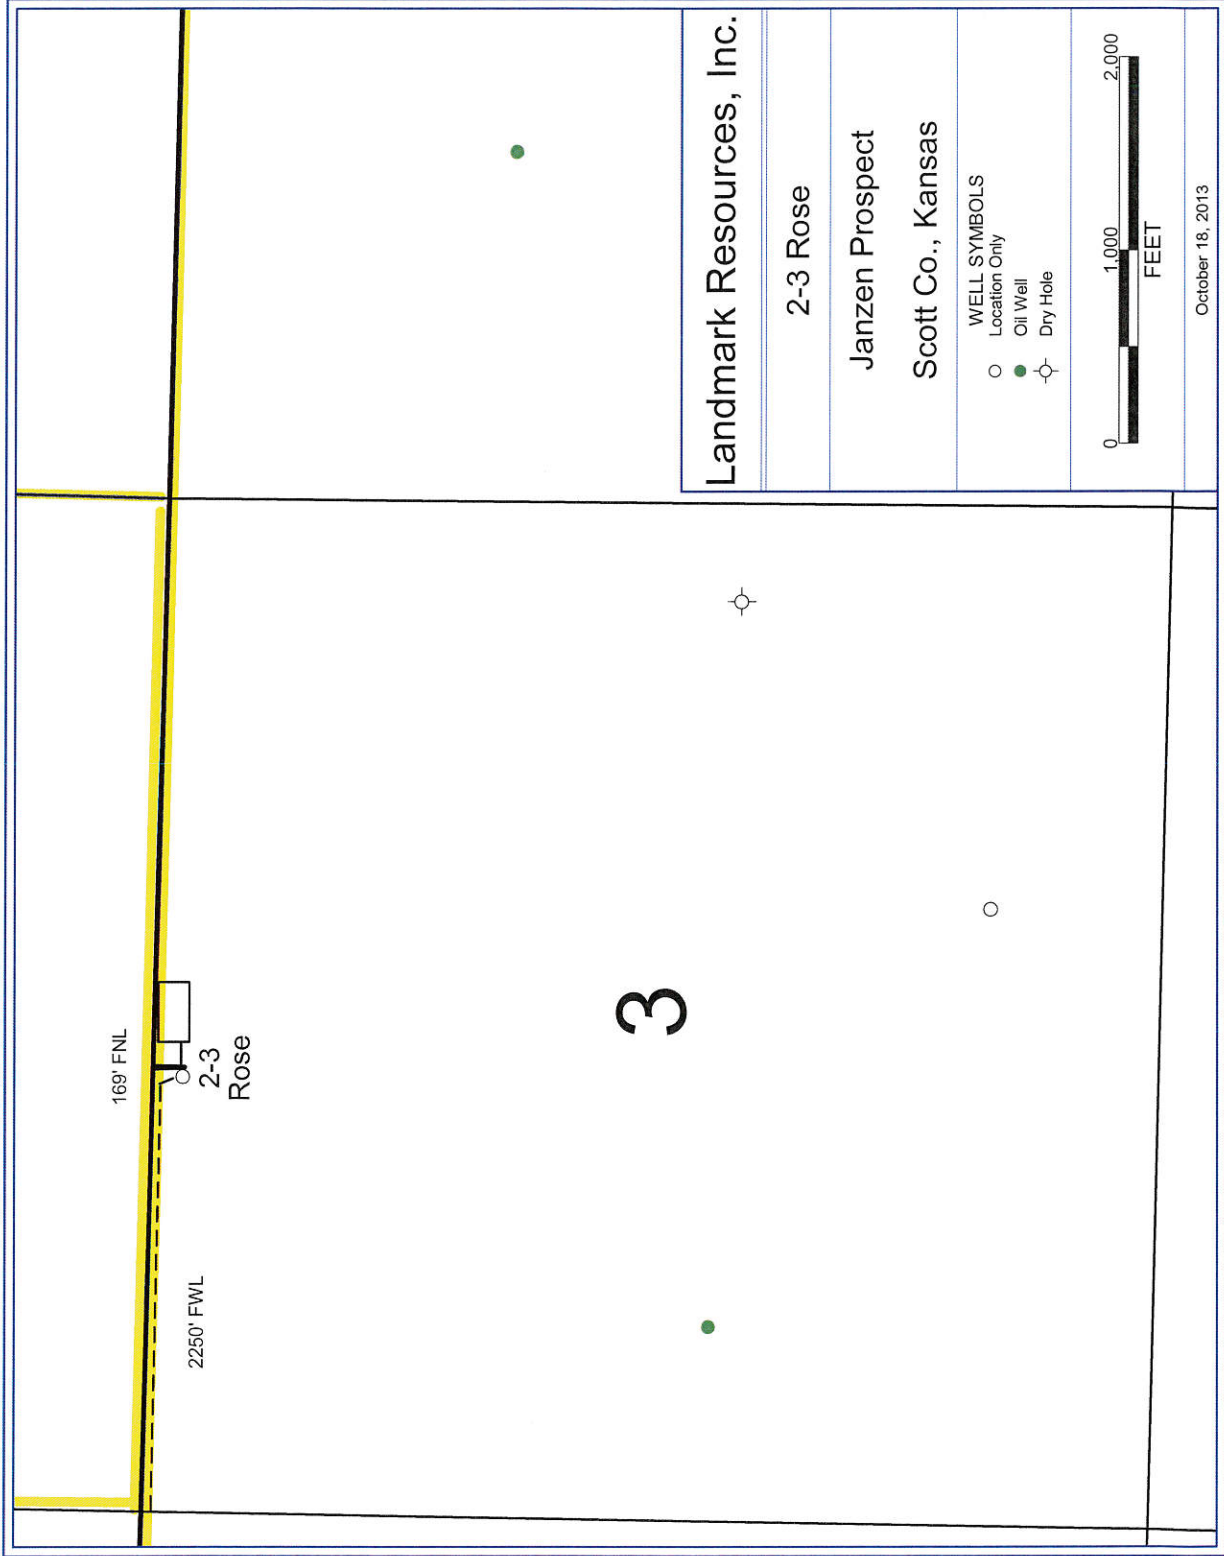 169' FNL
2-3
Rose
2250' FWL
3
Landmark Resources, Inc.
2-3 Rose
Janzen Prospect
Scott Co., Kansas
WELL SYMBOLS
Location Only
Oil Well
Dry Hole
0 1,000 2,000
FEET
October 18, 2013